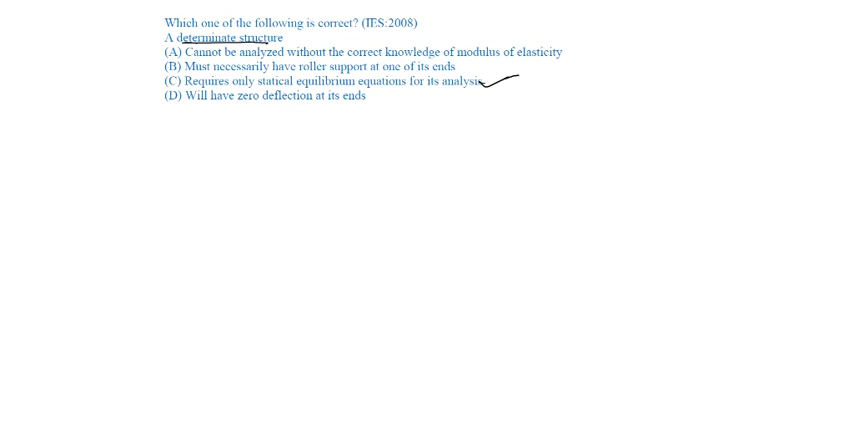 Which one of the following is correct? (IES:2008)
A determinate structure
(A) Cannot be analyzed without the correct knowledge of modulus of elasticity
(B) Must necessarily have roller support at one of its ends
(C) Requires only statical equilibrium equations for its analysis
(D) Will have zero deflection at its ends